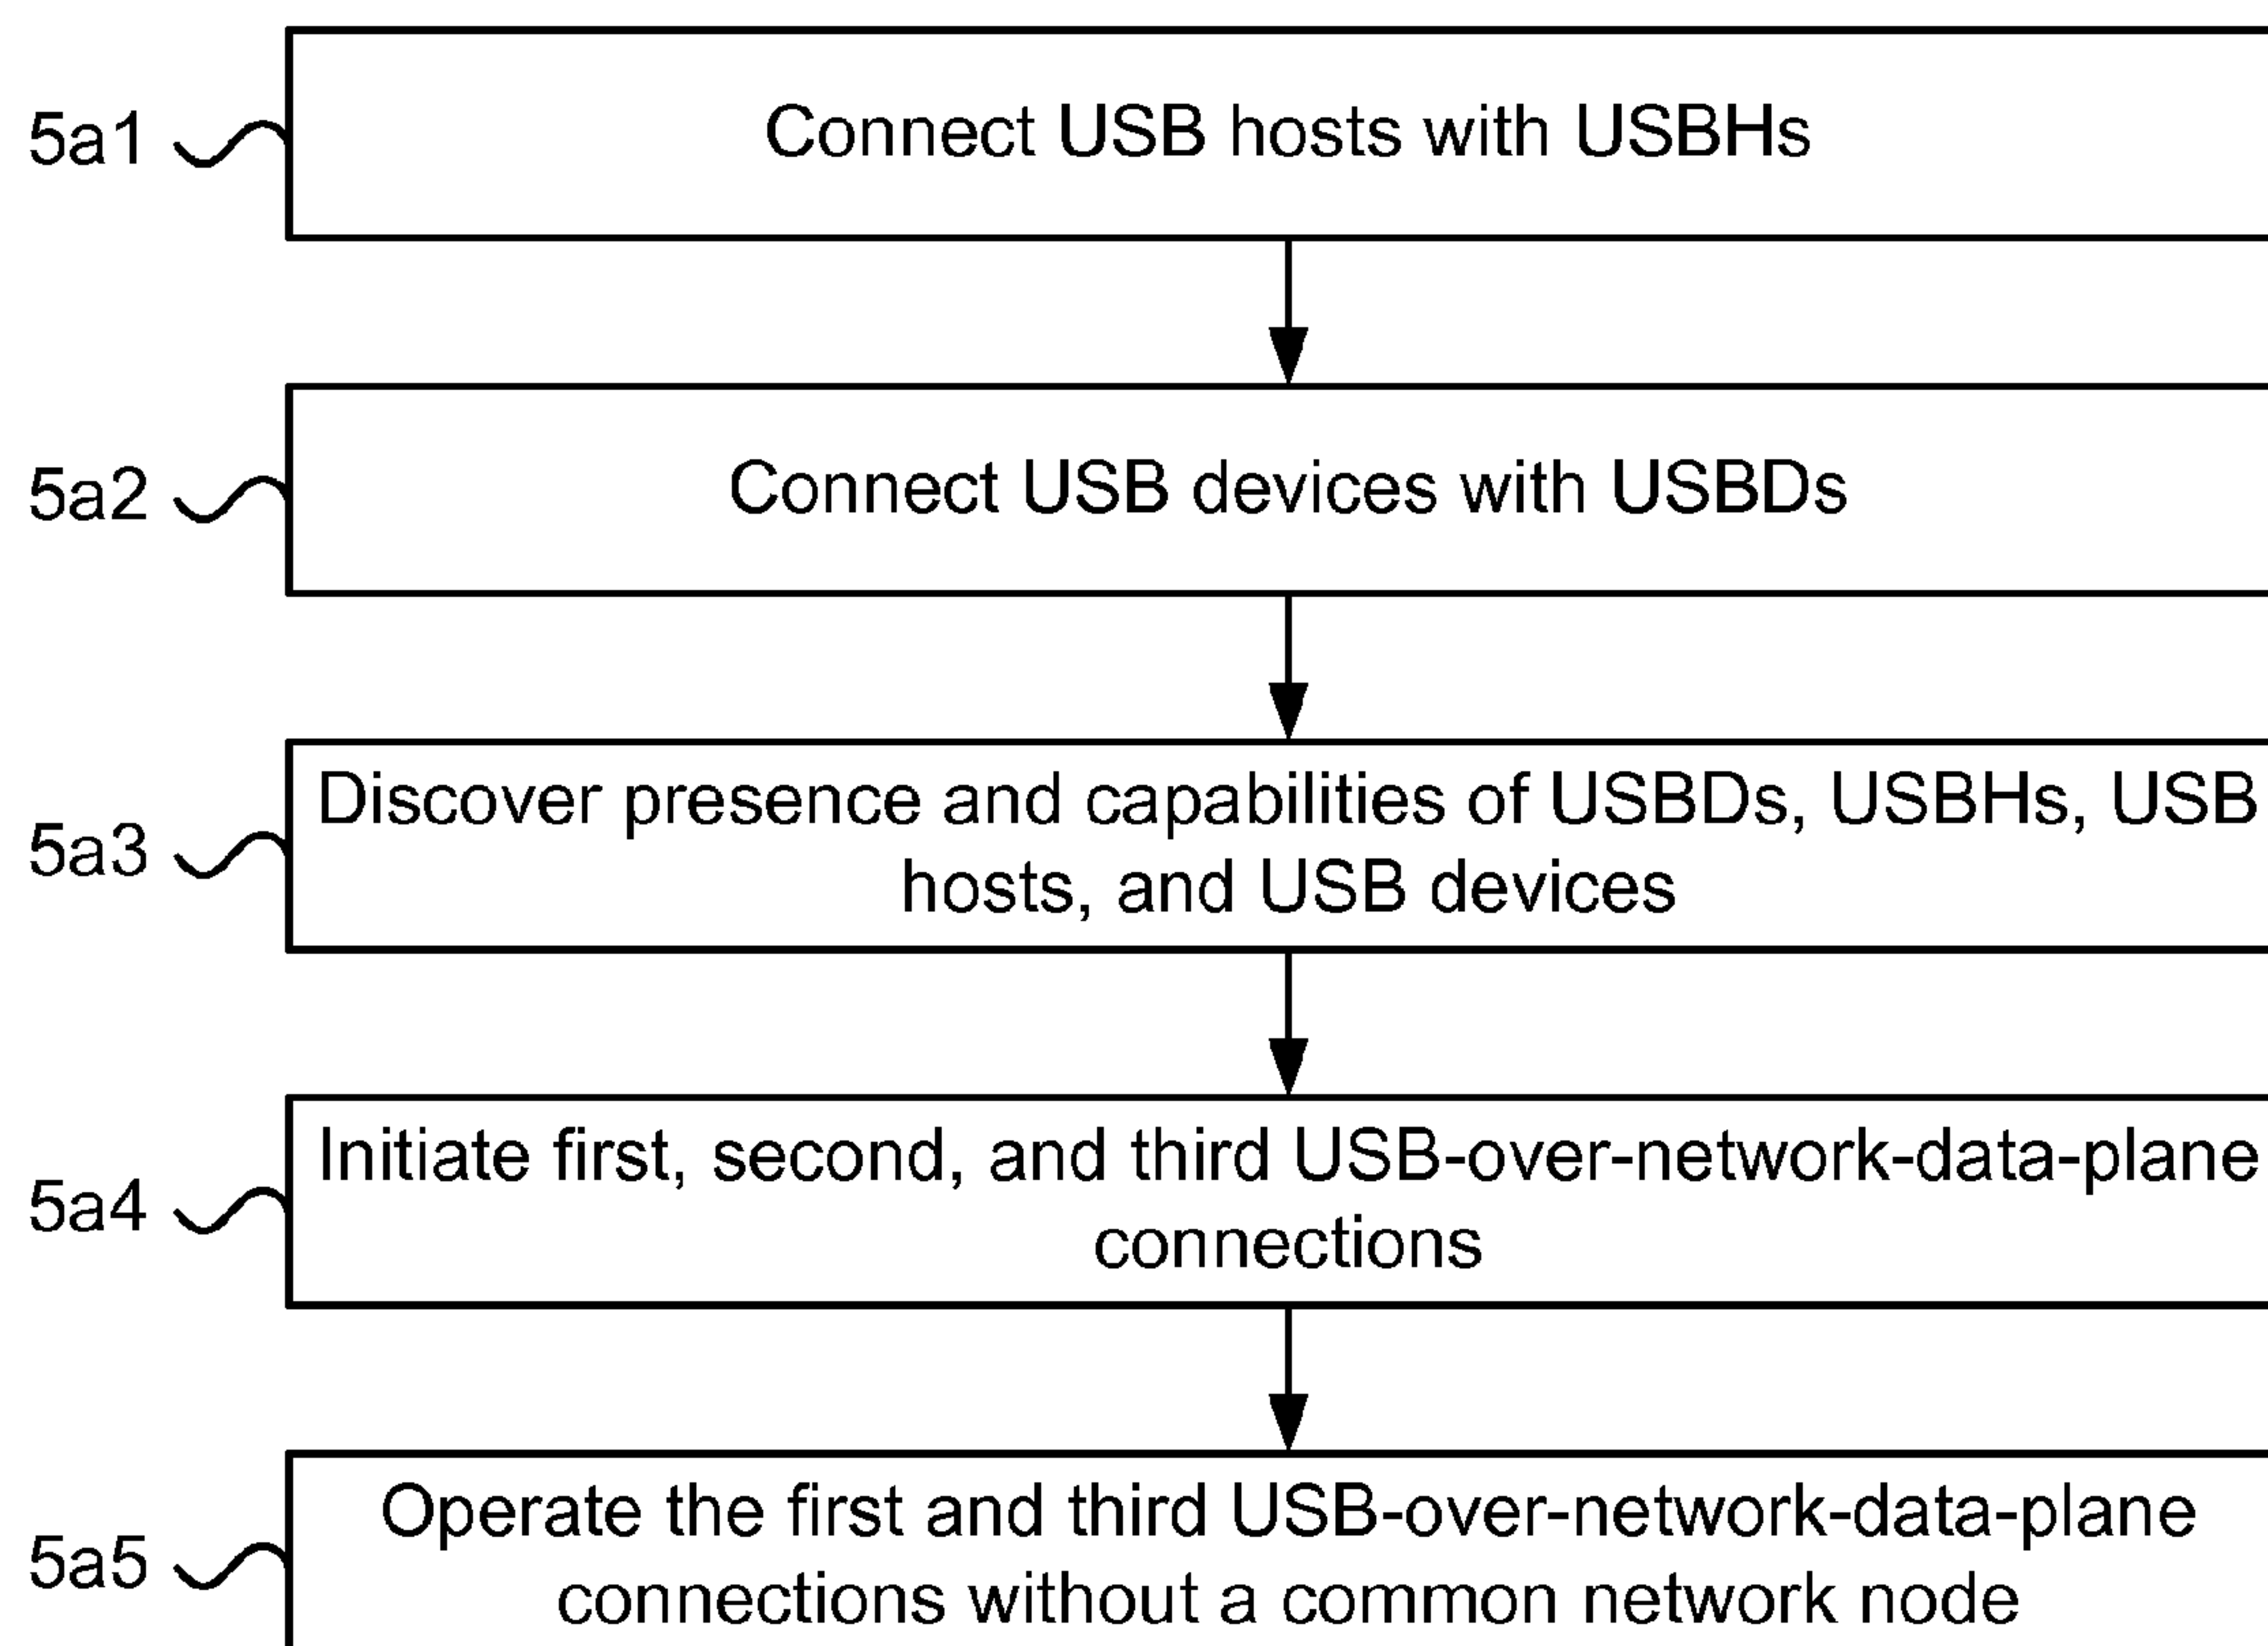 5a1
Connect USB hosts with USBHs
5a2
Connect USB devices with USBDs
5a3
Discover presence and capabilities of USBDs, USBHs, USB
hosts, and USB devices
5a4
Initiate first, second, and third USB-over-network-data-plane
connections
5a5
Operate the first and third USB-over-network-data-plane
connections without a common network node